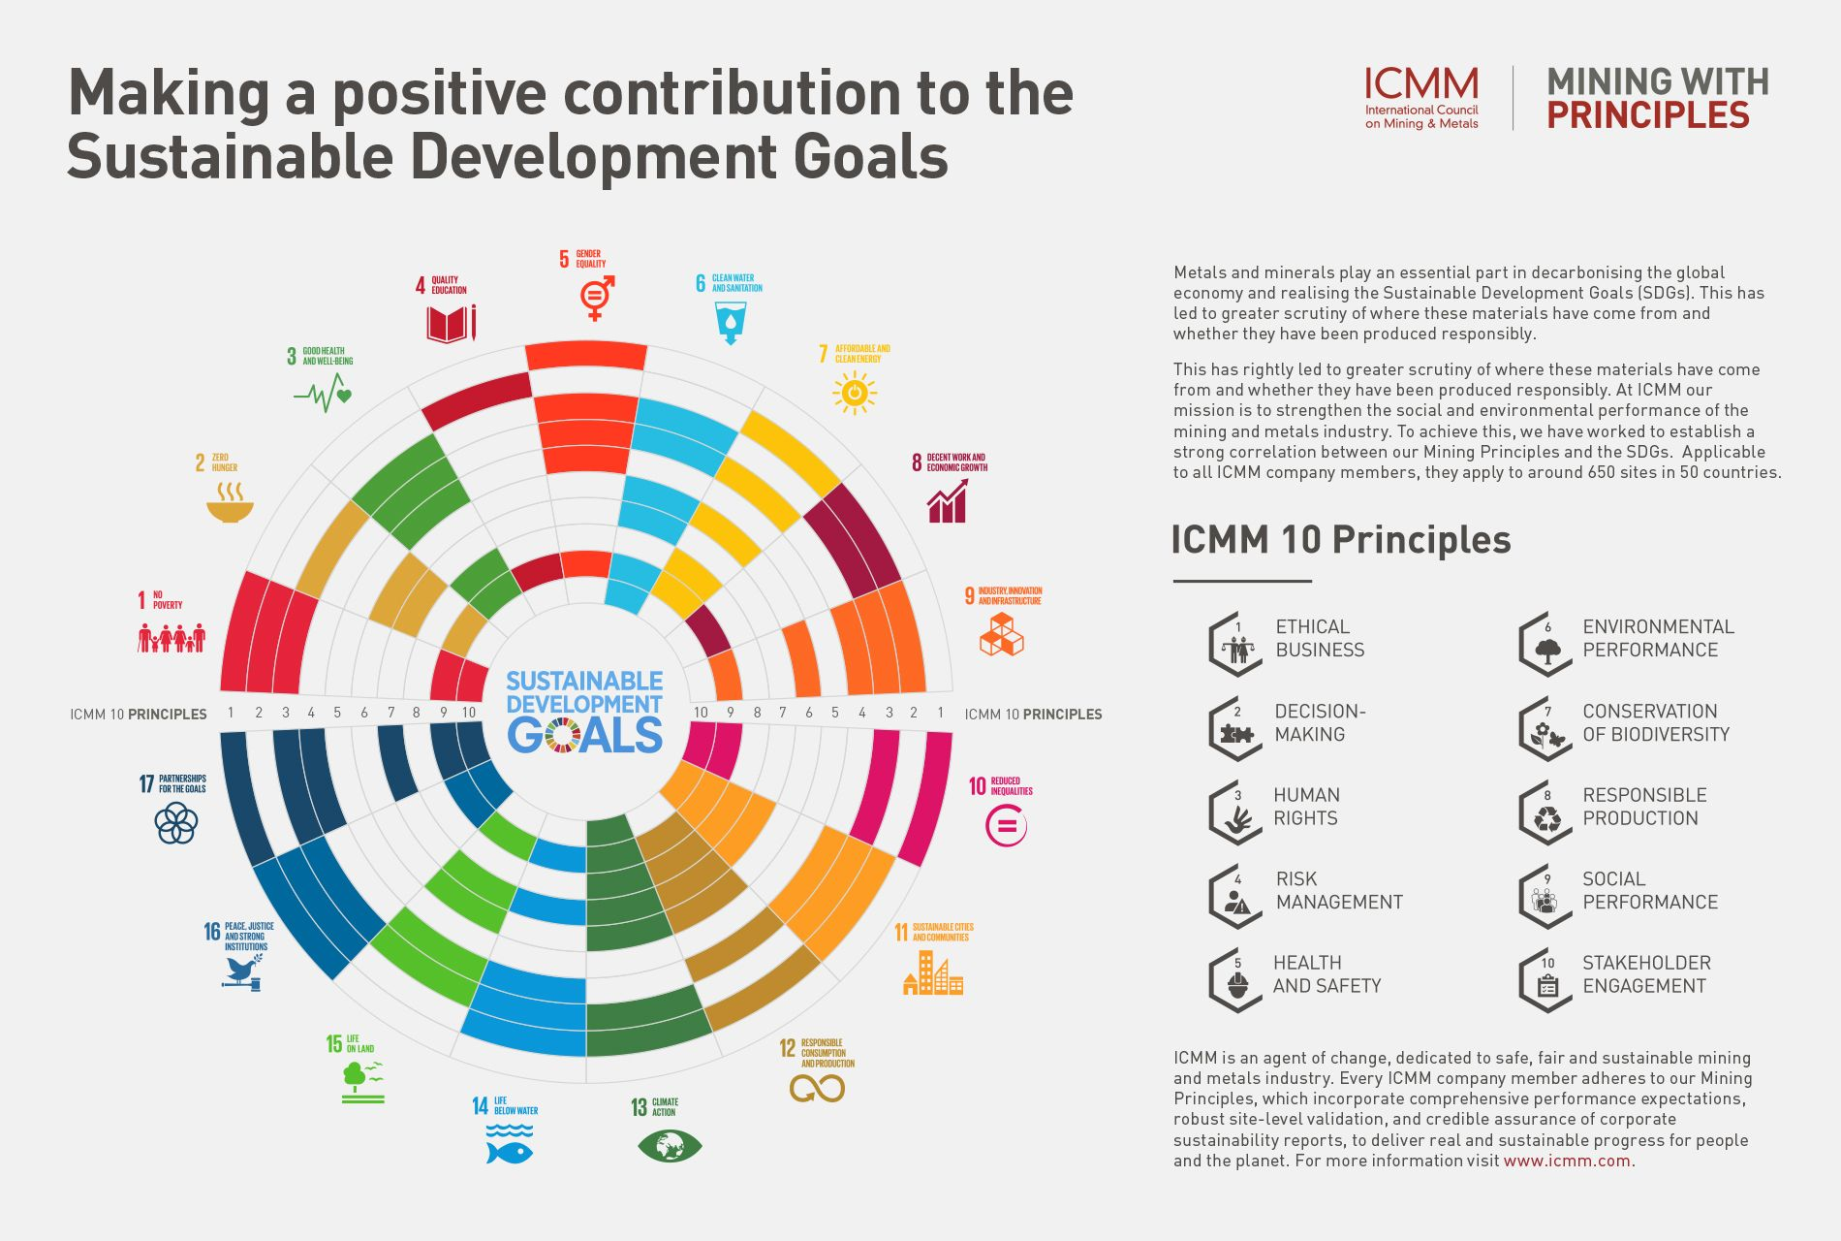 Making a positive contribution to the
Sustainable Development Goals
ICMM
International Council
on Mining & Metals
MINING WITH
PRINCIPLES
5 GENDER
EQUALITY
4 QUALITY
EDUCATION
6 CLEAN WATER
AND SANITATION
3 GOOD HEALTH
AND WELL-BEING
7 AFFORDABLE AND
CLEAN ENERGY
2 ZERO
HUNGER
8 DECENT WORK AND
ECONOMIC GROWTH
1 NO
POVERTY
9 INDUSTRY, INNOVATION
AND INFRASTRUCTURE
SUSTAINABLE
DEVELOPMENT
GOALS
ICMM 10 PRINCIPLES 1 2 3 4 5 6 7 8 9 10
10 9 8 7 6 5 4 3 2 1 ICMM 10 PRINCIPLES
17 PARTNERSHIPS
FOR THE GOALS
10 REDUCED
INEQUALITIES
16 PEACE, JUSTICE
AND STRONG
INSTITUTIONS
11 SUSTAINABLE CITIES
AND COMMUNITIES
15 LIFE
ON LAND
12 RESPONSIBLE
CONSUMPTION
AND PRODUCTION
14 LIFE
BELOW WATER
13 CLIMATE
ACTION
Metals and minerals play an essential part in decarbonising the global
economy and realising the Sustainable Development Goals (SDGs). This has
led to greater scrutiny of where these materials have come from and
whether they have been produced responsibly.
This has rightly led to greater scrutiny of where these materials have come
from and whether they have been produced responsibly. At ICMM our
mission is to strengthen the social and environmental performance of the
mining and metals industry. To achieve this, we have worked to establish a
strong correlation between our Mining Principles and the SDGs. Applicable
to all ICMM company members, they apply to around 650 sites in 50 countries.
ICMM 10 Principles
1 ETHICAL
BUSINESS
2 DECISION-
MAKING
3 HUMAN
RIGHTS
4 RISK
MANAGEMENT
5 HEALTH
AND SAFETY
6 ENVIRONMENTAL
PERFORMANCE
7 CONSERVATION
OF BIODIVERSITY
8 RESPONSIBLE
PRODUCTION
9 SOCIAL
PERFORMANCE
10 STAKEHOLDER
ENGAGEMENT
ICMM is an agent of change, dedicated to safe, fair and sustainable mining
and metals industry. Every ICMM company member adheres to our Mining
Principles, which incorporate comprehensive performance expectations,
robust site-level validation, and credible assurance of corporate
sustainability reports, to deliver real and sustainable progress for people
and the planet. For more information visit www.icmm.com.